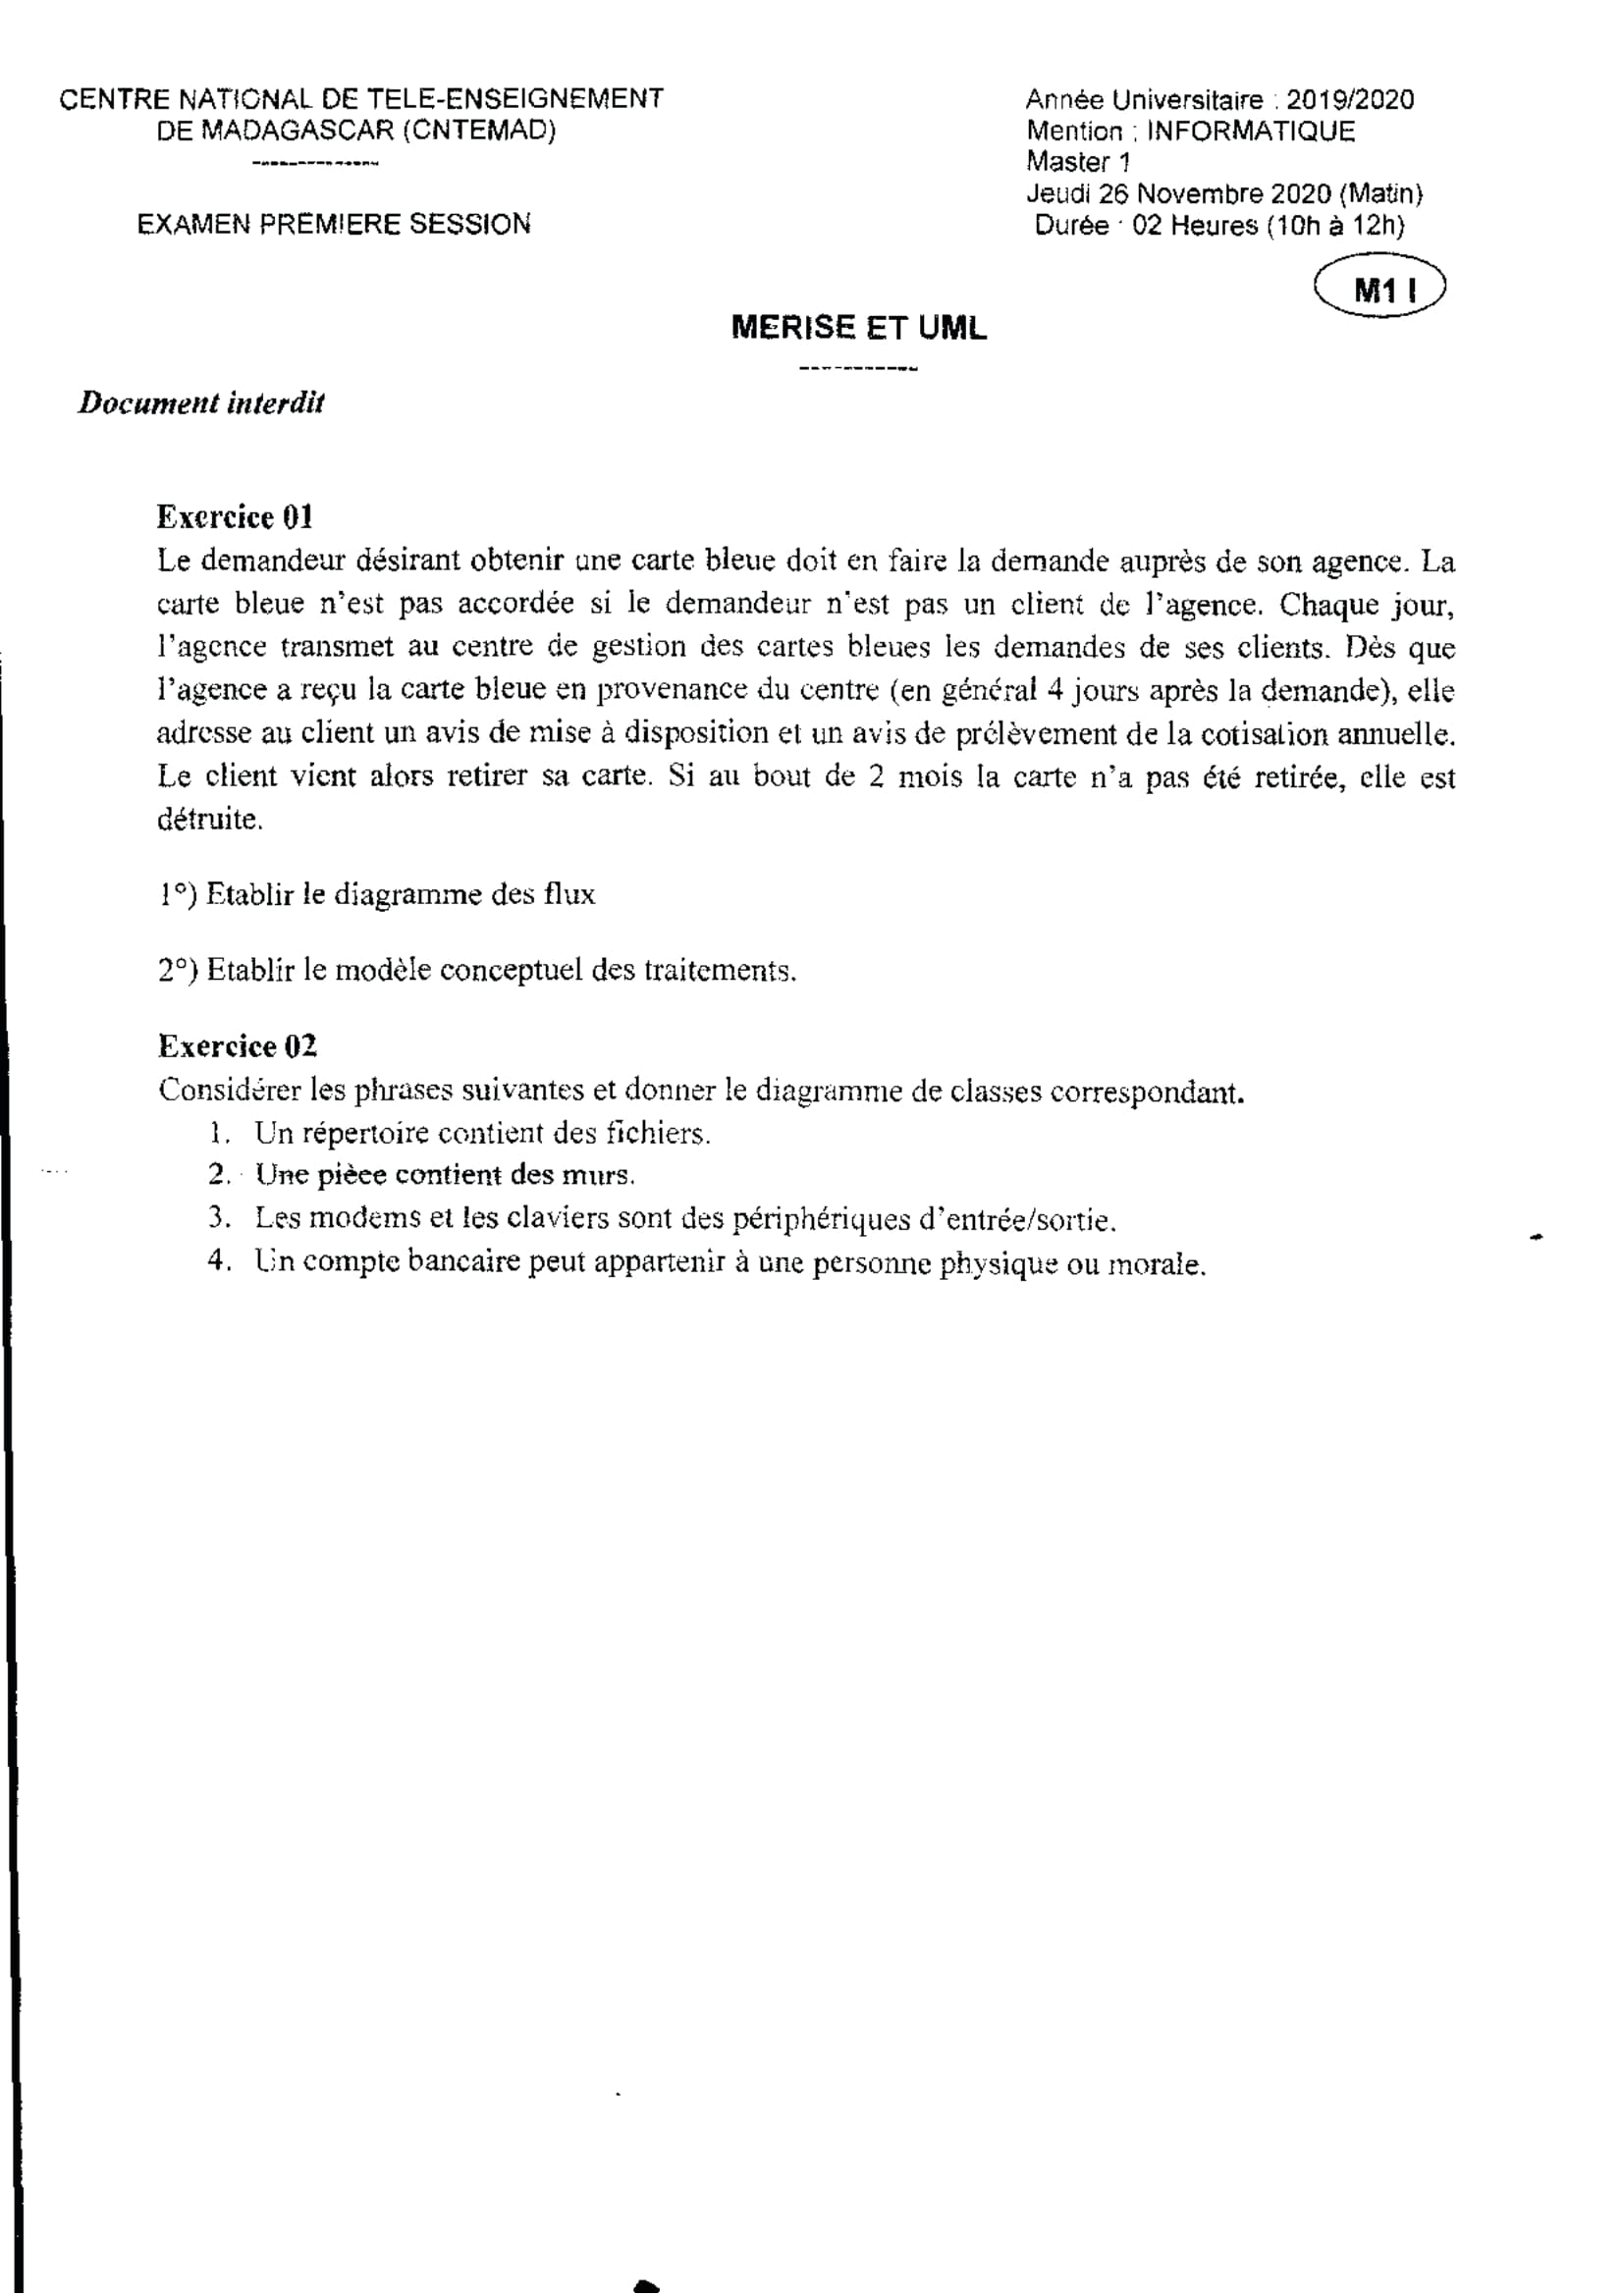 CENTRE NATIONAL DE TELE-ENSEIGNEMENT
DE MADAGASCAR (CNTEMAD)
--------------
EXAMEN PREMIERE SESSION
Année Universitaire : 2019/2020
Mention : INFORMATIQUE
Master 1
Jeudi 26 Novembre 2020 (Matin)
Durée : 02 Heures (10h à 12h)
M1 I
MERISE ET UML
------------
Document interdit
Exercice 01
Le demandeur désirant obtenir une carte bleue doit en faire la demande auprès de son agence. La
carte bleue n'est pas accordée si le demandeur n'est pas un client de l'agence. Chaque jour,
l'agence transmet au centre de gestion des cartes bleues les demandes de ses clients. Dès que
l'agence a reçu la carte bleue en provenance du centre (en général 4 jours après la demande), elle
adresse au client un avis de mise à disposition et un avis de prélèvement de la cotisation annuelle.
Le client vient alors retirer sa carte. Si au bout de 2 mois la carte n'a pas été retirée, elle est
détruite.
1°) Etablir le diagramme des flux
2°) Etablir le modèle conceptuel des traitements.
Exercice 02
Considérer les phrases suivantes et donner le diagramme de classes correspondant.
1. Un répertoire contient des fichiers.
2. Une pièce contient des murs.
3. Les modems et les claviers sont des périphériques d'entrée/sortie.
4. Un compte bancaire peut appartenir à une personne physique ou morale.